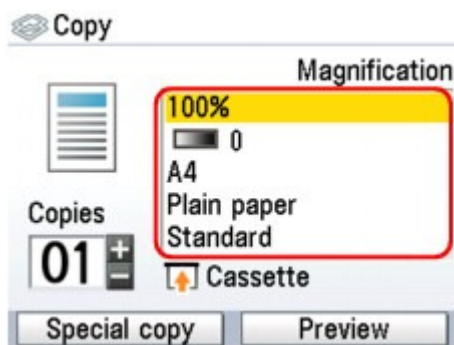 Copy
Magnification
100%
0
A4
Plain paper
Standard
Copies
01
Cassette
Special copy
Preview